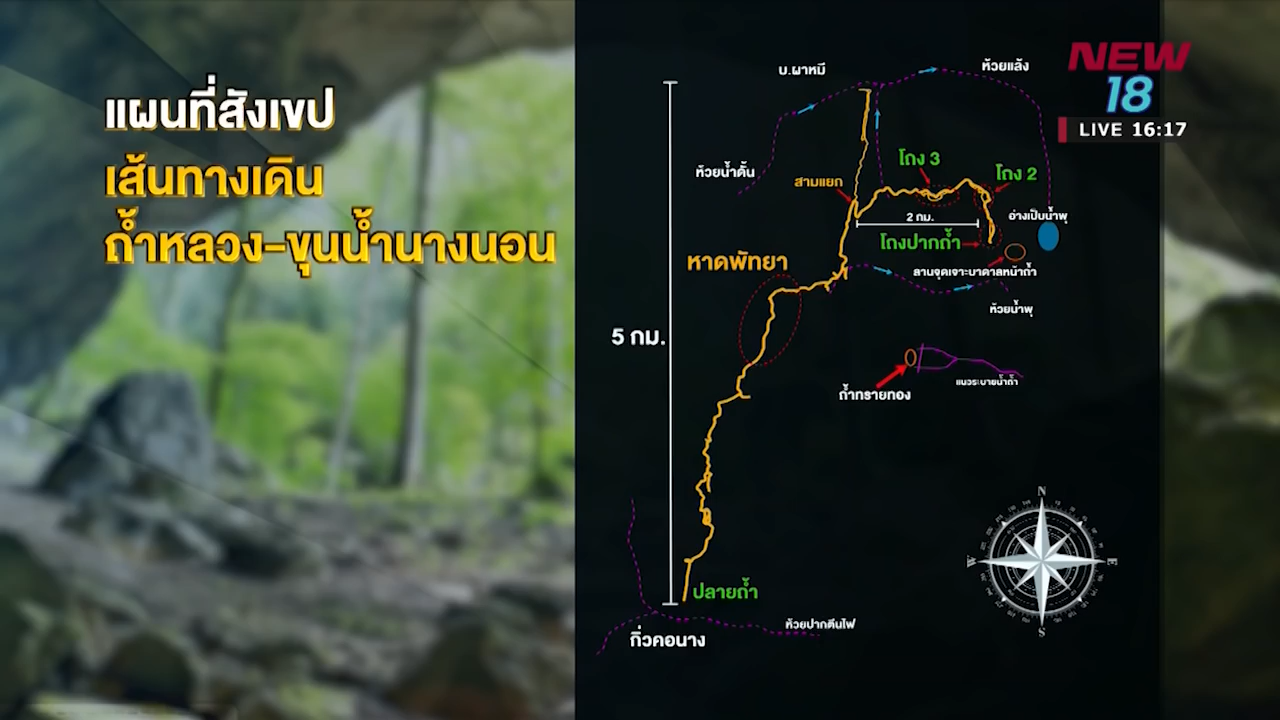 แผนที่สังเขป
เส้นทางเดิน
ถ้ำหลวง-ขุนน้ำนางนอน
NEW
18
LIVE 16:17
บ.ผาหมี
ห้วยแล้ง
ห้วยน้ำดั้น
สามแยก
โถง 3
โถง 2
2 กม.
อ่างเป็นน้ำพุ
โถงปากถ้ำ
หาดพัทยา
ลานจุดเจาะบาดาลหน้าถ้ำ
ห้วยน้ำพุ
5 กม.
ถ้ำทรายทอง
แนวระบายน้ำถ้ำ
N
W
E
S
ปลายถ้ำ
ห้วยปากตีนไฟ
กิ่วคอนาง